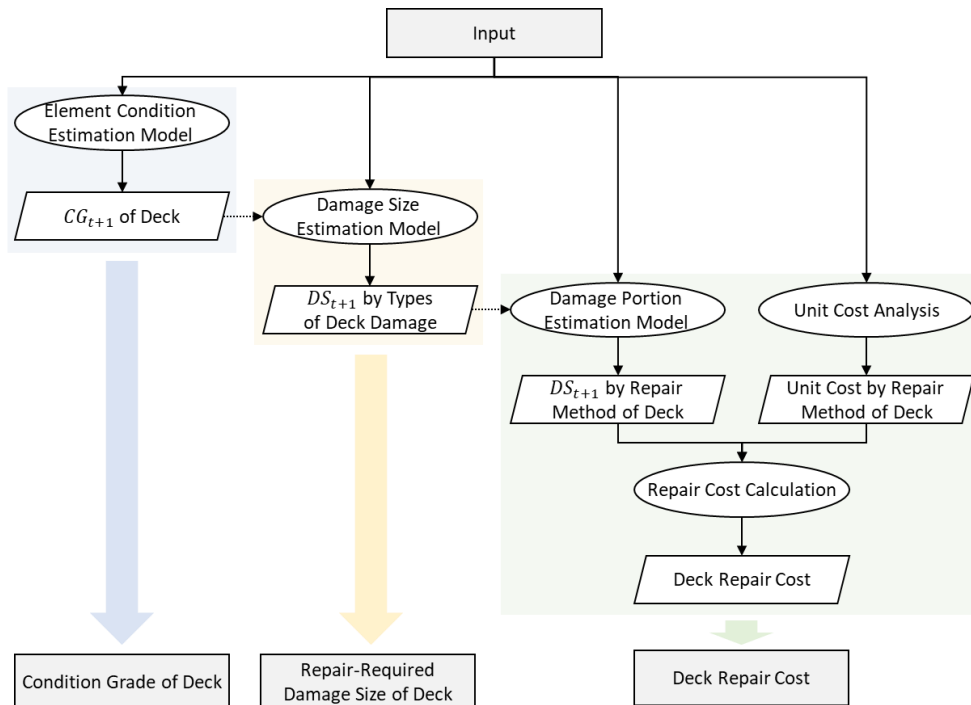 Input
Element Condition
Estimation Model
CG_{t+1} of Deck
Damage Size
Estimation Model
DS_{t+1} by Types
of Deck Damage
Damage Portion
Estimation Model
Unit Cost Analysis
DS_{t+1} by Repair
Method of Deck
Unit Cost by Repair
Method of Deck
Repair Cost Calculation
Deck Repair Cost
Condition Grade of Deck
Repair-Required
Damage Size of Deck
Deck Repair Cost